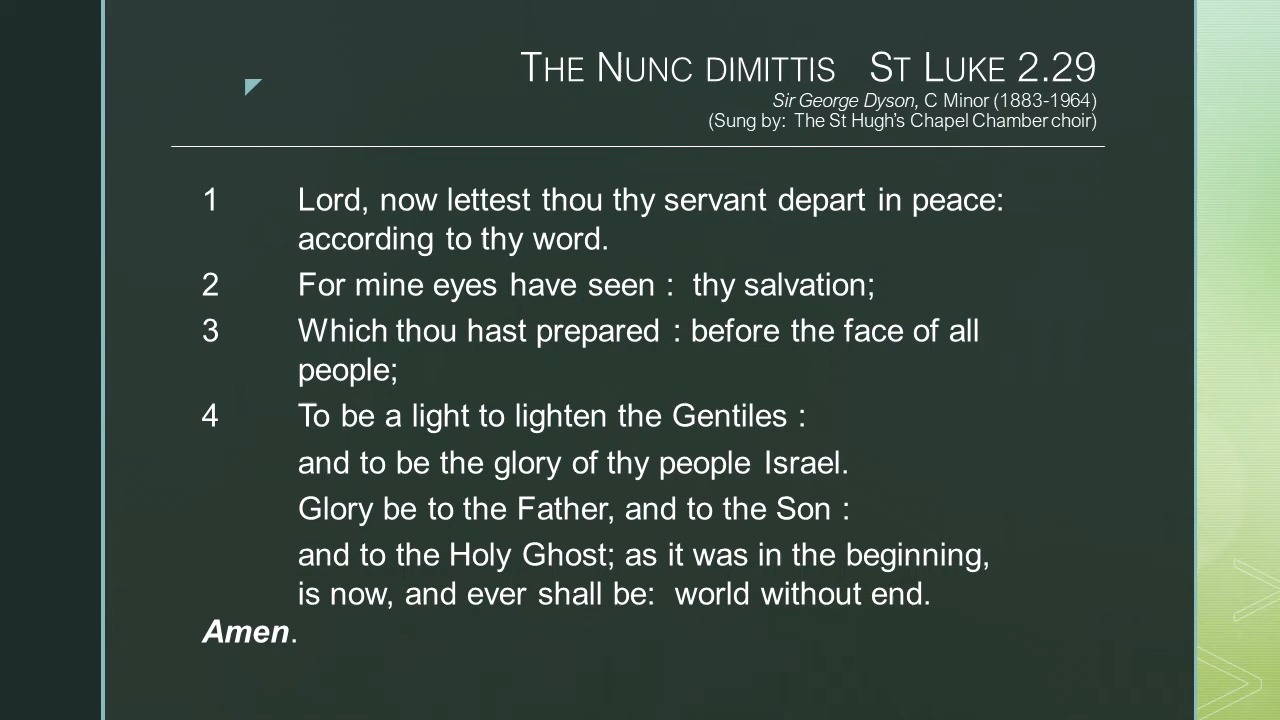 THE NUNC DIMITTIS ST LUKE 2.29
Sir George Dyson, C Minor (1883-1964)
(Sung by: The St Hugh's Chapel Chamber choir)
1 Lord, now lettest thou thy servant depart in peace:
according to thy word.
2 For mine eyes have seen : thy salvation;
3 Which thou hast prepared : before the face of all
people;
4 To be a light to lighten the Gentiles :
and to be the glory of thy people Israel.
Glory be to the Father, and to the Son :
and to the Holy Ghost; as it was in the beginning,
is now, and ever shall be: world without end.
Amen.